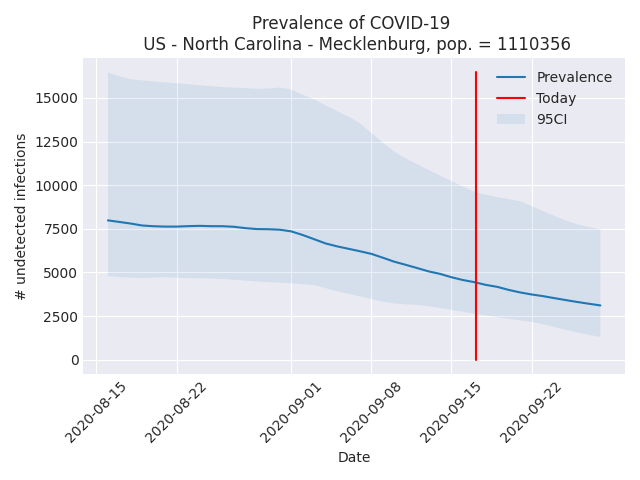 Prevalence of COVID-19
US - North Carolina - Mecklenburg, pop. = 1110356
Prevalence
Today
95CI
# undetected infections
15000
12500
10000
7500
5000
2500
0
2020-08-15
2020-08-22
2020-09-01
2020-09-08
2020-09-15
2020-09-22
Date